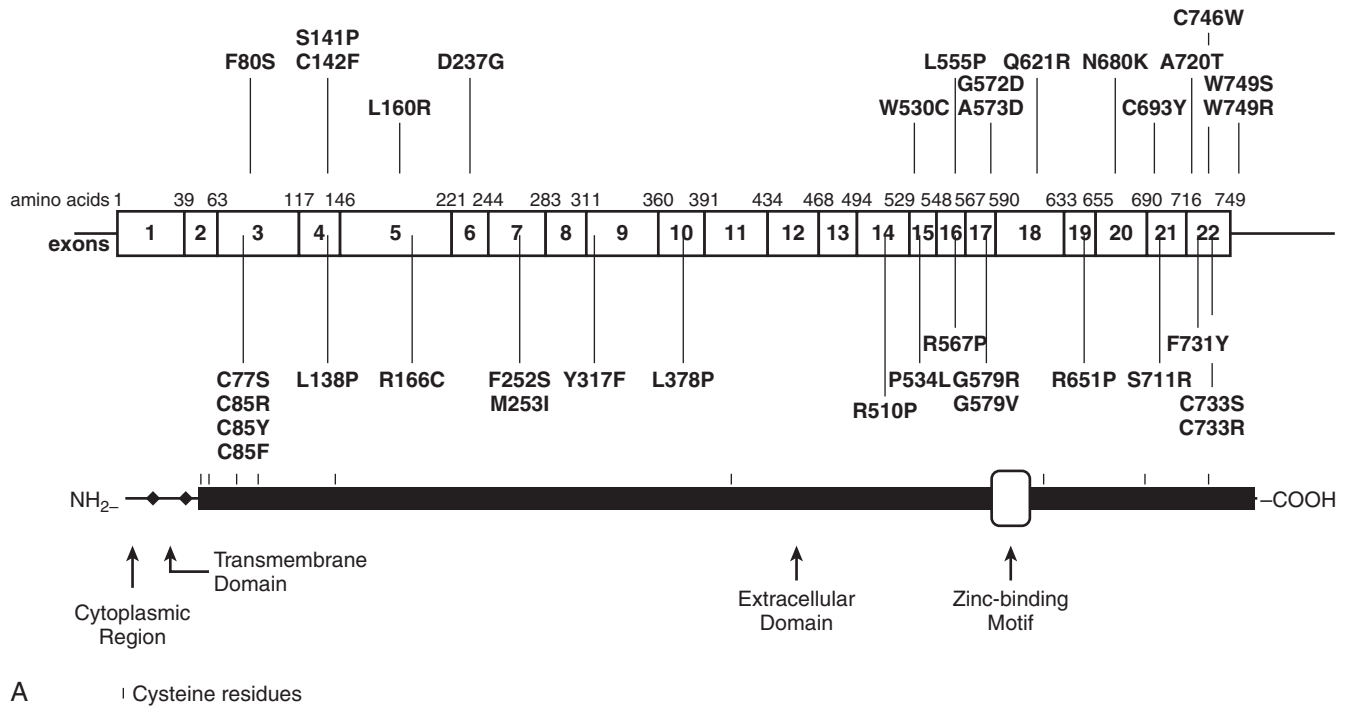 C746W
S141P
F80S C142F D237G L555P Q621R N680K A720T
G572D W749S
L160R W530C A573D C693Y W749R
amino acids 1 39 63 117 146 221 244 283 311 360 391 434 468 494 529 548 567 590 633 655 690 716 749
exons 1 2 3 4 5 6 7 8 9 10 11 12 13 14 15 16 17 18 19 20 21 22
R567P F731Y
C77S L138P R166C F252S Y317F L378P P534L G579R R651P S711R
C85R M253I R510P G579V C733S
C85Y C733R
C85F
NH2– –COOH
Transmembrane
Domain
Cytoplasmic
Region
Extracellular
Domain
Zinc-binding
Motif
A Cysteine residues